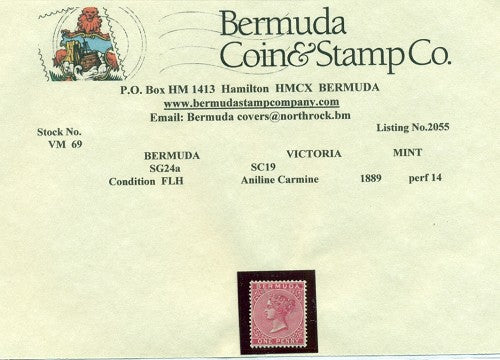 Bermuda
Coin & Stamp Co.
P.O. Box HM 1413 Hamilton HMCX BERMUDA
www.bermudastampcompany.com
Email: Bermuda covers@northrock.bm
Stock No. Listing No.2055
VM 69
BERMUDA VICTORIA MINT
SG24a SC19
Condition FLH Aniline Carmine 1889 perf 14
BERMUDA
ONE PENNY